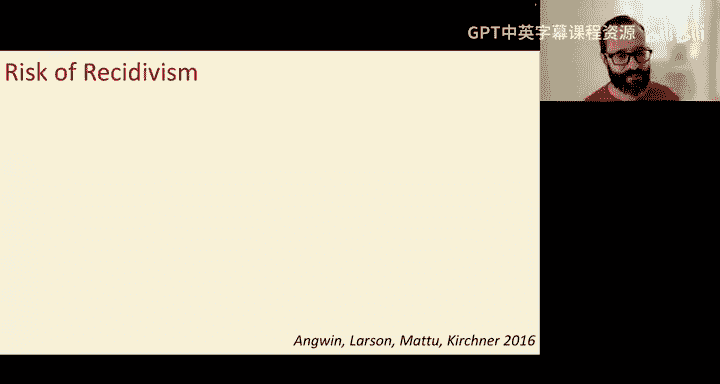 GPT中英字幕课程资源
Risk of Recidivism
Angwin, Larson, Mattu, Kirchner 2016